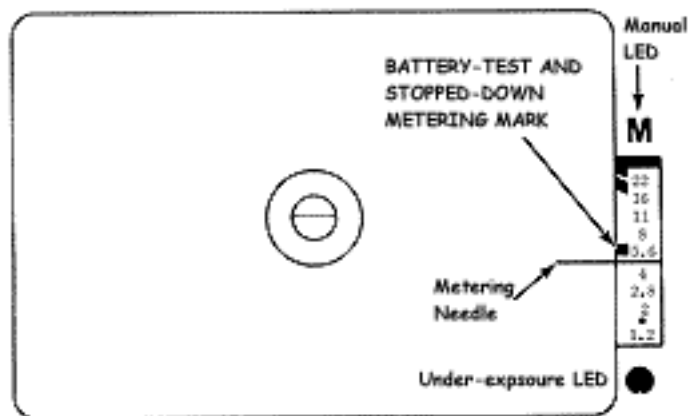 Manual
LED
BATTERY-TEST AND
STOPPED-DOWN
METERING MARK
M
22
16
11
8
5.6
4
2.8
2
1.2
Metering
Needle
Under-expsoure LED